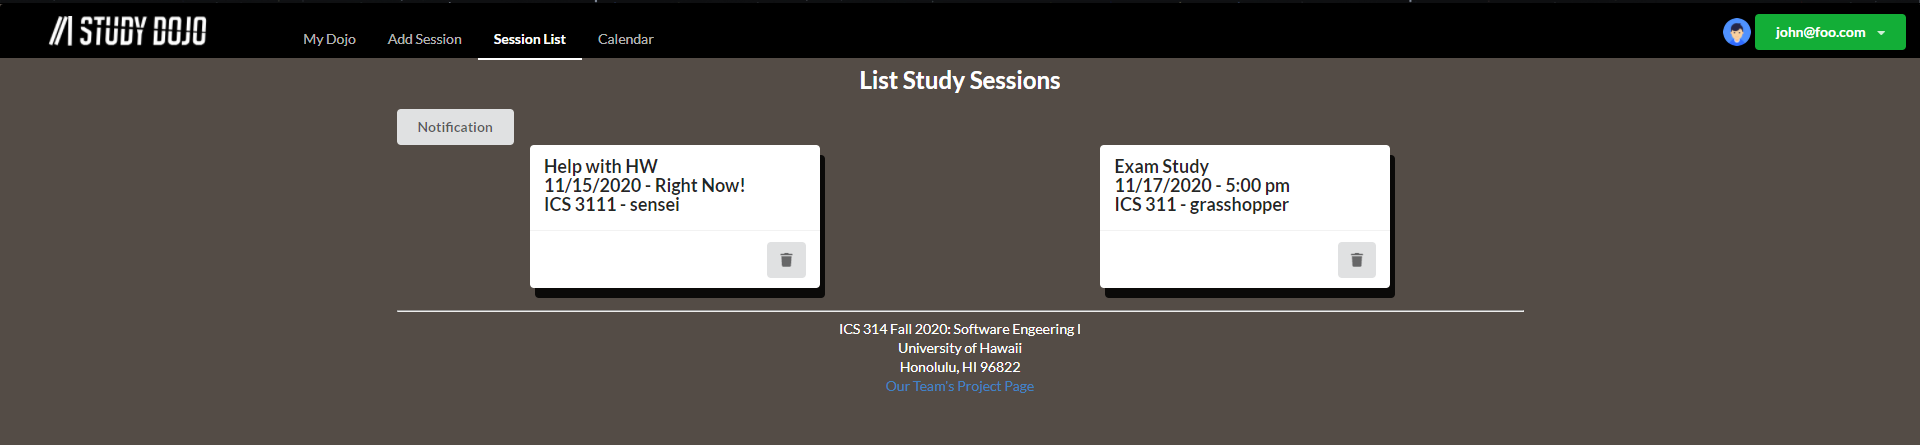 STUDY DOJO
My Dojo
Add Session
Session List
Calendar
john@foo.com
List Study Sessions
Notification
Help with HW
11/15/2020 - Right Now!
ICS 3111 - sensei
Exam Study
11/17/2020 - 5:00 pm
ICS 311 - grasshopper
ICS 314 Fall 2020: Software Engeering I
University of Hawaii
Honolulu, HI 96822
Our Team's Project Page